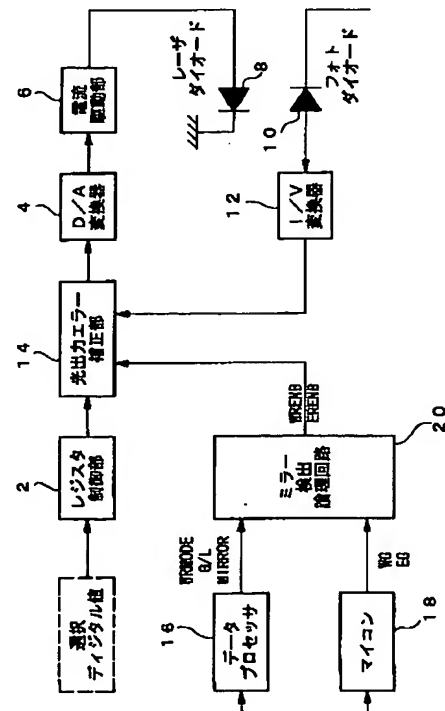 選択
ディジタル値
2
レジスタ
制御部
14
光出力エラー
補正部
4
D/A
変換器
6
電流
駆動部
レーザ
ダイオード
8
フォト
ダイオード
10
12
I/V
変換器
WRENB
ERENB
20
ミラー
検出
論理回路
WRMODE
G/L
MIRROR
WG
EG
16
データ
プロセッサ
18
マイコン